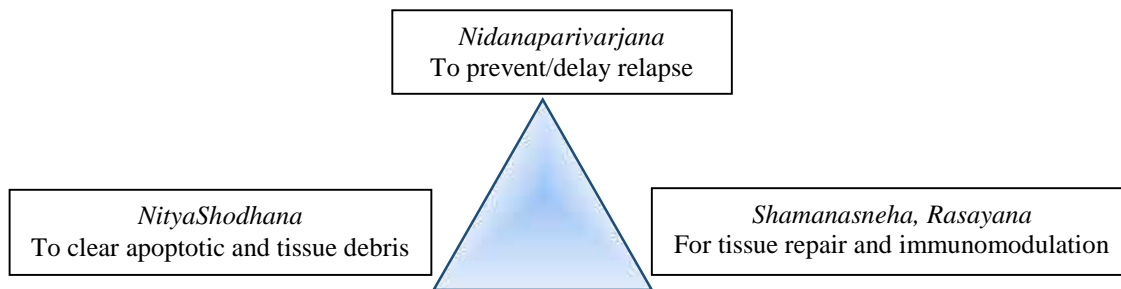 Nidanaparivarjana
To prevent/delay relapse
NityaShodhana
To clear apoptotic and tissue debris
Shamanasneha, Rasayana
For tissue repair and immunomodulation